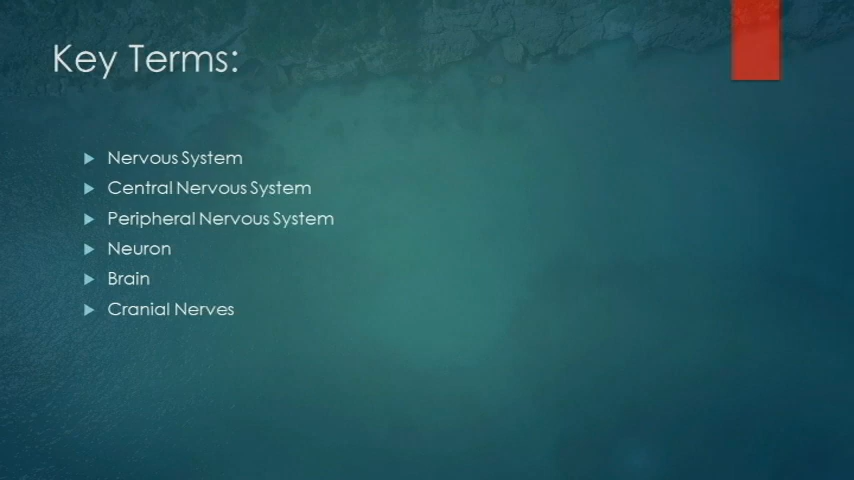 Key Terms:
Nervous System
Central Nervous System
Peripheral Nervous System
Neuron
Brain
Cranial Nerves